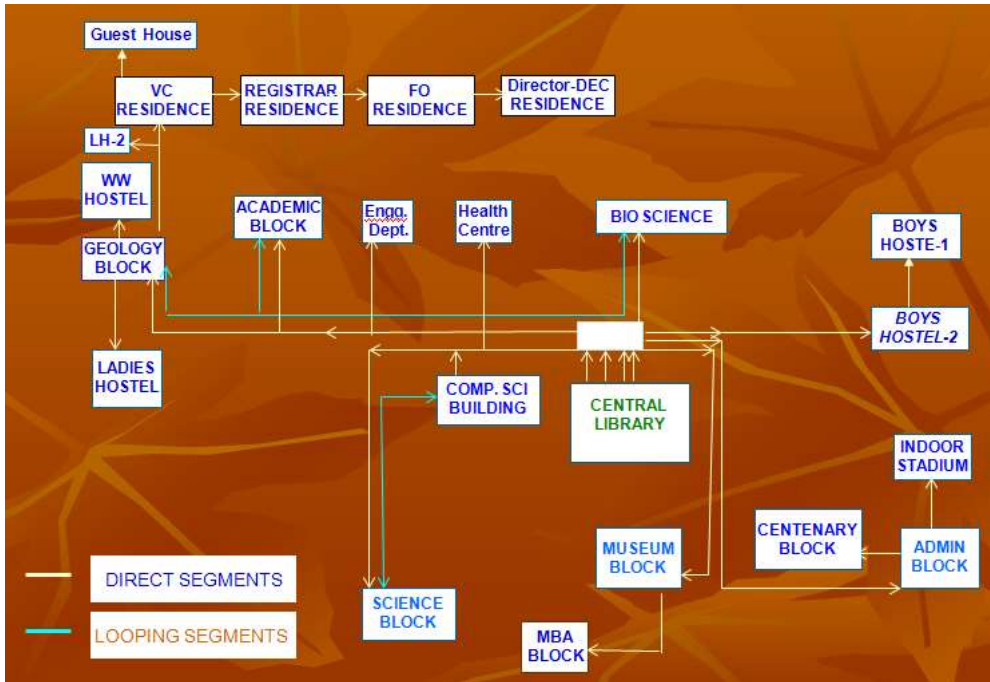 Guest House
VC
RESIDENCE
REGISTRAR
RESIDENCE
FO
RESIDENCE
Director-DEC
RESIDENCE
LH-2
WW
HOSTEL
ACADEMIC
BLOCK
Engg.
Dept.
Health
Centre
BIO SCIENCE
BOYS
HOSTE-1
GEOLOGY
BLOCK
BOYS
HOSTEL-2
LADIES
HOSTEL
COMP. SCI
BUILDING
CENTRAL
LIBRARY
INDOOR
STADIUM
CENTENARY
BLOCK
ADMIN
BLOCK
MUSEUM
BLOCK
DIRECT SEGMENTS
SCIENCE
BLOCK
LOOPING SEGMENTS
MBA
BLOCK